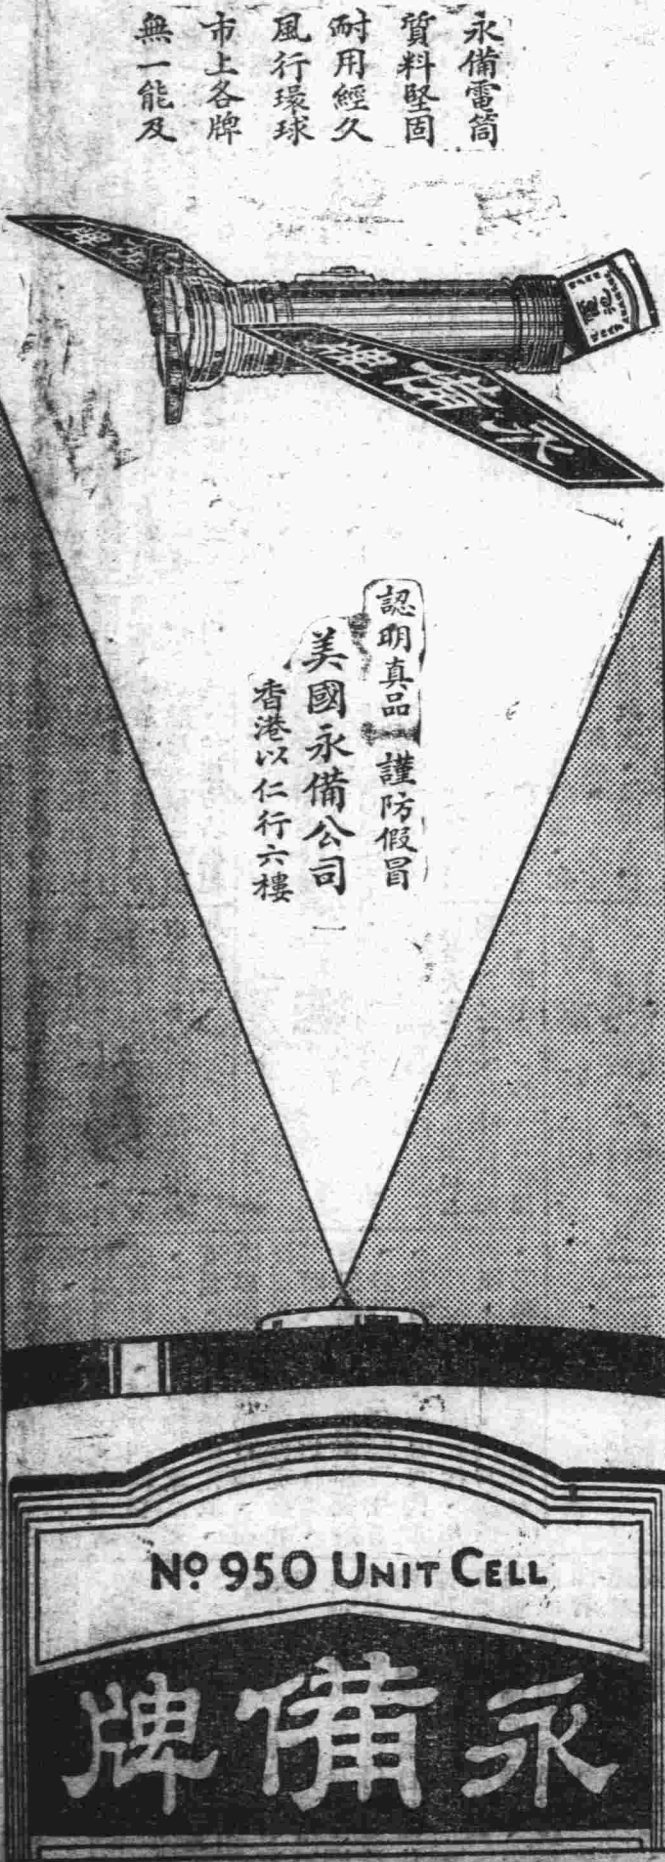 永備電筒
質料堅固
耐用經久
風行環球
市上各牌
無一能及
永備牌
認明真品 謹防假冒
美國永備公司
香港以仁行六樓
Nº 950 UNIT CELL
永備牌